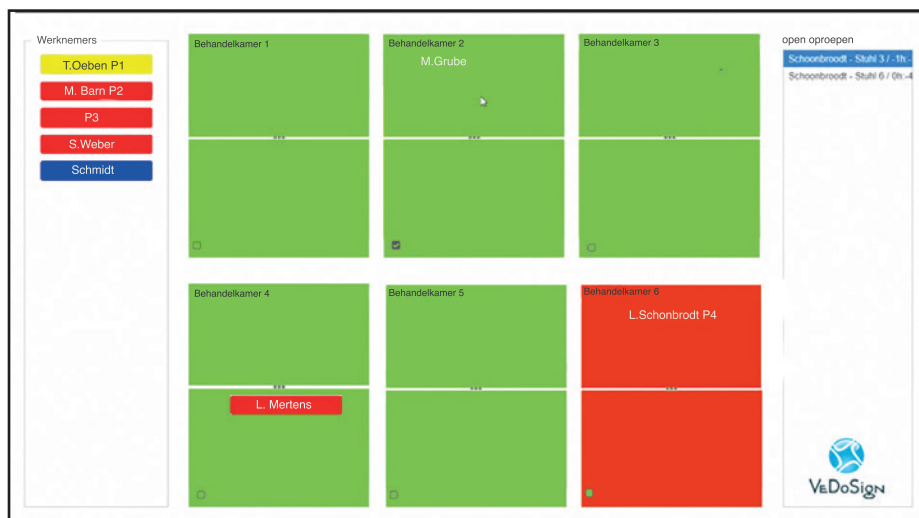 Werknemers
T.Oeben P1
M. Barn P2
P3
S.Weber
Schmidt
Behandelkamer 1
Behandelkamer 2
M.Grube
Behandelkamer 3
Behandelkamer 4
L. Mertens
Behandelkamer 5
Behandelkamer 6
L.Schonbrodt P4
open oproepen
Schoonbroodt - Stuhl 3 / -1h:-
Schoonbroodt - Stuhl 6 / 0h:-4
VeDoSign